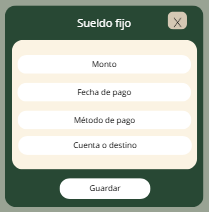 Sueldo fijo X
Monto
Fecha de pago
Método de pago
Cuenta o destino
Guardar